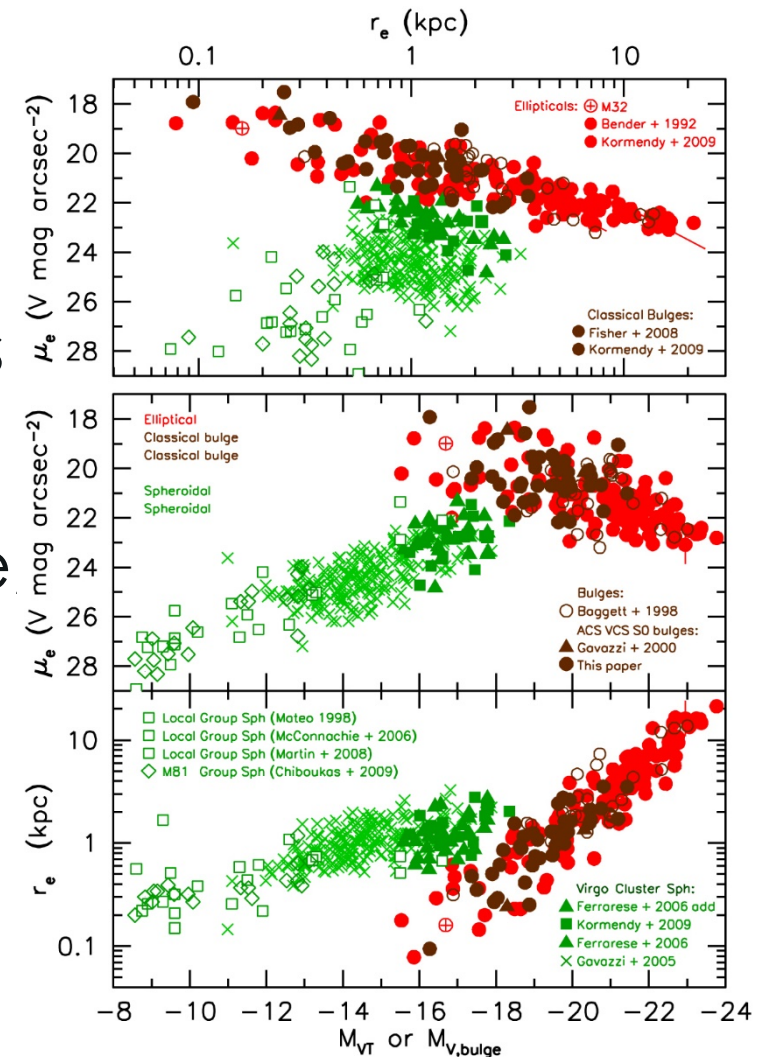 r_e (kpc)
0.1 1 10
μ_e (V mag arcsec⁻²)
18
20
22
24
26
28
Ellipticals: ⊕ M32
Bender + 1992
Kormendy + 2009
Classical Bulges:
Fisher + 2008
Kormendy + 2009
μ_e (V mag arcsec⁻²)
18
20
22
24
26
28
Elliptical
Classical bulge
Classical bulge
Spheroidal
Spheroidal
Bulges:
Baggett + 1998
ACS VCS S0 bulges:
Gavazzi + 2000
This paper
r_e (kpc)
10
1
0.1
Local Group Sph (Mateo 1998)
Local Group Sph (McConnachie + 2006)
Local Group Sph (Martin + 2008)
M81 Group Sph (Chiboukas + 2009)
Virgo Cluster Sph:
Ferrarese + 2006 add
Kormendy + 2009
Ferrarese + 2006
Gavazzi + 2005
−8 −10 −12 −14 −16 −18 −20 −22 −24
M_VT or M_V,bulge